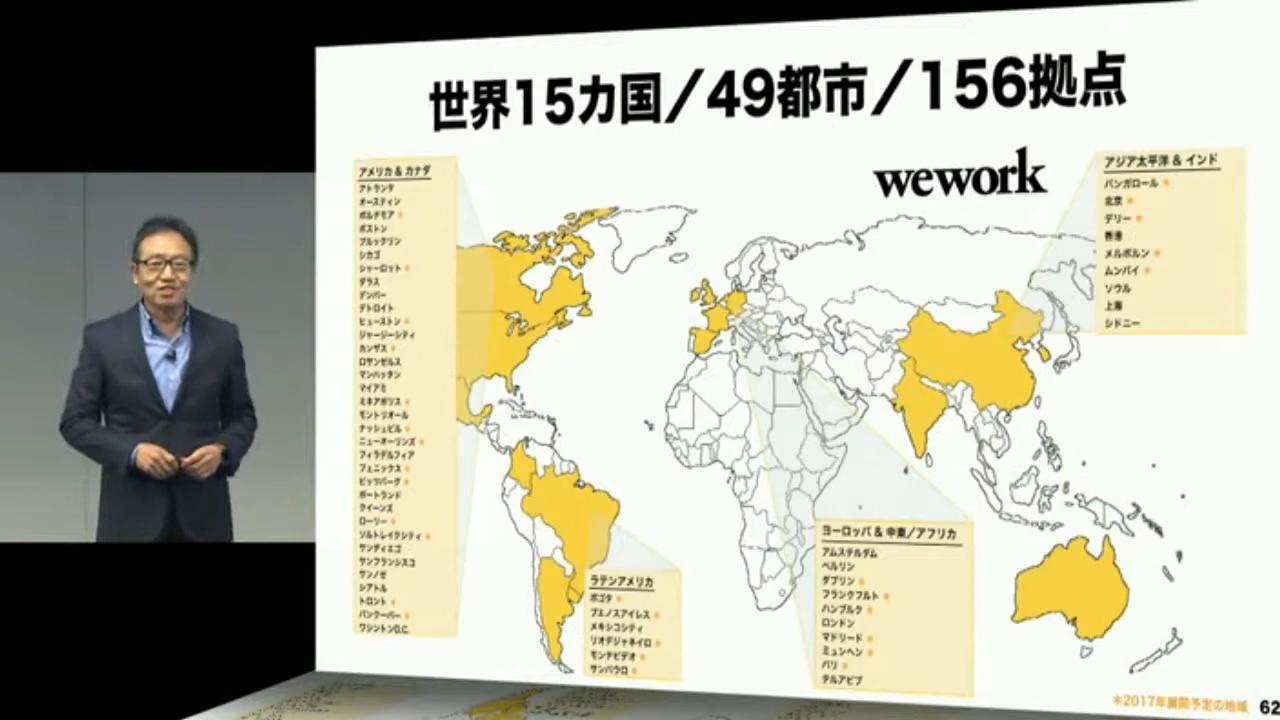 世界15カ国／49都市／156拠点
wework
アメリカ & カナダ
アトランタ
オースティン
ボルチモア *
ボストン
ブルックリン
シカゴ
シャーロット *
ダラス
デンバー
デトロイト
ヒューストン *
ジャージーシティ
カンザス *
ロサンゼルス
マンハッタン
マイアミ
ミネアポリス *
モントリオール
ナッシュビル *
ニューオーリンズ *
フィラデルフィア
フェニックス *
ピッツバーグ *
ポートランド
クイーンズ
ローリー *
ソルトレイクシティ *
サンディエゴ
サンフランシスコ
サンノゼ
シアトル
トロント *
バンクーバー *
ワシントンD.C.
ラテンアメリカ
ボゴタ *
ブエノスアイレス *
メキシコシティ
リオデジャネイロ *
モンテビデオ *
サンパウロ *
ヨーロッパ & 中東／アフリカ
アムステルダム
ベルリン
ダブリン *
フランクフルト *
ハンブルク *
ロンドン
マドリード *
ミュンヘン *
パリ *
テルアビブ
アジア太平洋 & インド
バンガロール *
北京 *
デリー *
香港
メルボルン *
ムンバイ *
ソウル
上海
シドニー
*2017年展開予定の地域
62